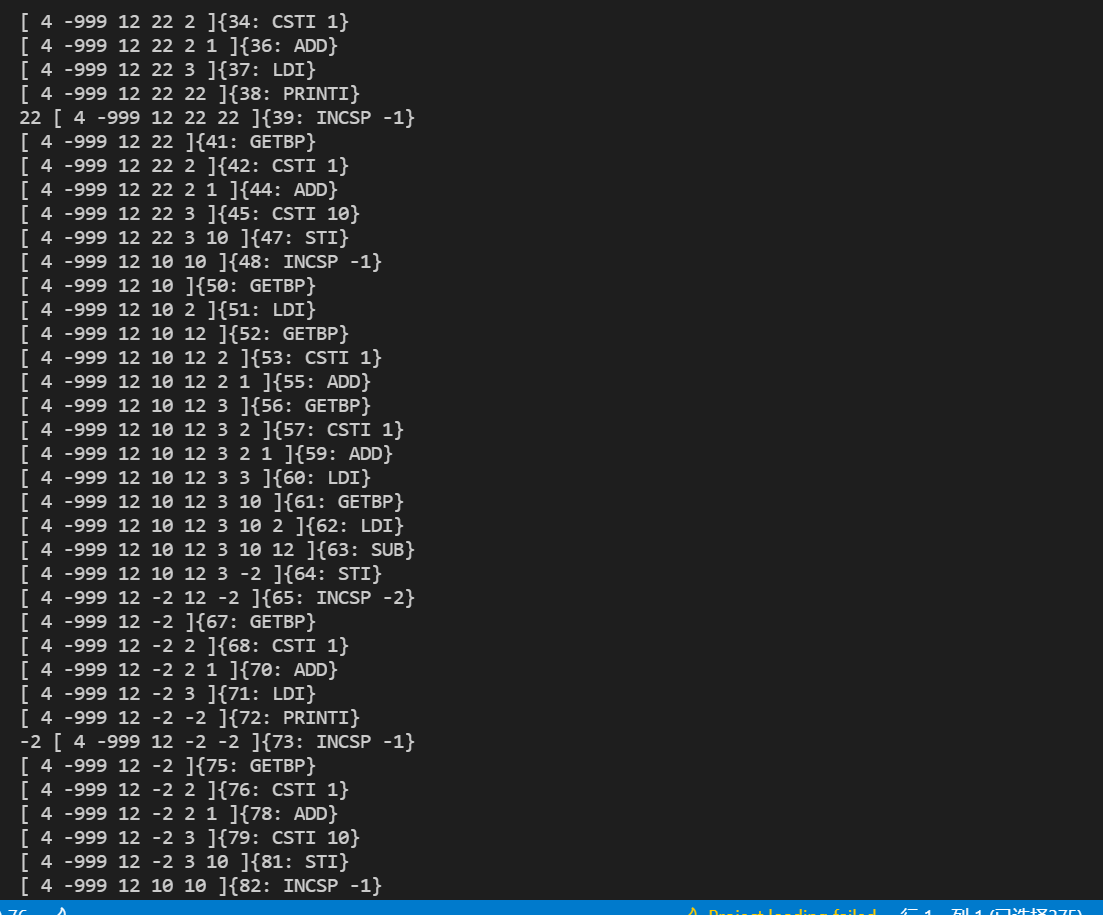 [ 4 -999 12 22 2 ]{34: CSTI 1}
[ 4 -999 12 22 2 1 ]{36: ADD}
[ 4 -999 12 22 3 ]{37: LDI}
[ 4 -999 12 22 22 ]{38: PRINTI}
22 [ 4 -999 12 22 22 ]{39: INCSP -1}
[ 4 -999 12 22 ]{41: GETBP}
[ 4 -999 12 22 2 ]{42: CSTI 1}
[ 4 -999 12 22 2 1 ]{44: ADD}
[ 4 -999 12 22 3 ]{45: CSTI 10}
[ 4 -999 12 22 3 10 ]{47: STI}
[ 4 -999 12 10 10 ]{48: INCSP -1}
[ 4 -999 12 10 ]{50: GETBP}
[ 4 -999 12 10 2 ]{51: LDI}
[ 4 -999 12 10 12 ]{52: GETBP}
[ 4 -999 12 10 12 2 ]{53: CSTI 1}
[ 4 -999 12 10 12 2 1 ]{55: ADD}
[ 4 -999 12 10 12 3 ]{56: GETBP}
[ 4 -999 12 10 12 3 2 ]{57: CSTI 1}
[ 4 -999 12 10 12 3 2 1 ]{59: ADD}
[ 4 -999 12 10 12 3 3 ]{60: LDI}
[ 4 -999 12 10 12 3 10 ]{61: GETBP}
[ 4 -999 12 10 12 3 10 2 ]{62: LDI}
[ 4 -999 12 10 12 3 10 12 ]{63: SUB}
[ 4 -999 12 10 12 3 -2 ]{64: STI}
[ 4 -999 12 -2 12 -2 ]{65: INCSP -2}
[ 4 -999 12 -2 ]{67: GETBP}
[ 4 -999 12 -2 2 ]{68: CSTI 1}
[ 4 -999 12 -2 2 1 ]{70: ADD}
[ 4 -999 12 -2 3 ]{71: LDI}
[ 4 -999 12 -2 -2 ]{72: PRINTI}
-2 [ 4 -999 12 -2 -2 ]{73: INCSP -1}
[ 4 -999 12 -2 ]{75: GETBP}
[ 4 -999 12 -2 2 ]{76: CSTI 1}
[ 4 -999 12 -2 2 1 ]{78: ADD}
[ 4 -999 12 -2 3 ]{79: CSTI 10}
[ 4 -999 12 -2 3 10 ]{81: STI}
[ 4 -999 12 10 10 ]{82: INCSP -1}
Project loading failed 行 1，列 1 (已选择275)